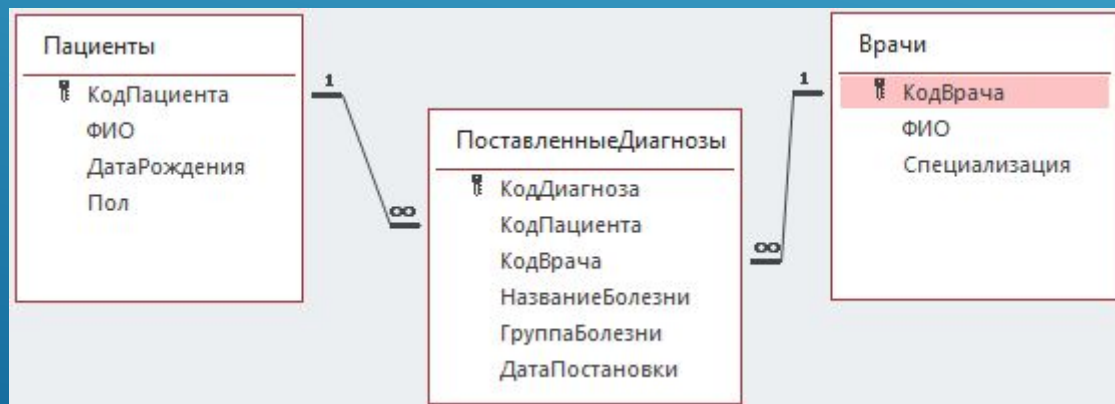 Пациенты
КодПациента
ФИО
ДатаРождения
Пол
1
∞
ПоставленныеДиагнозы
КодДиагноза
КодПациента
КодВрача
НазваниеБолезни
ГруппаБолезни
ДатаПостановки
1
∞
Врачи
КодВрача
ФИО
Специализация